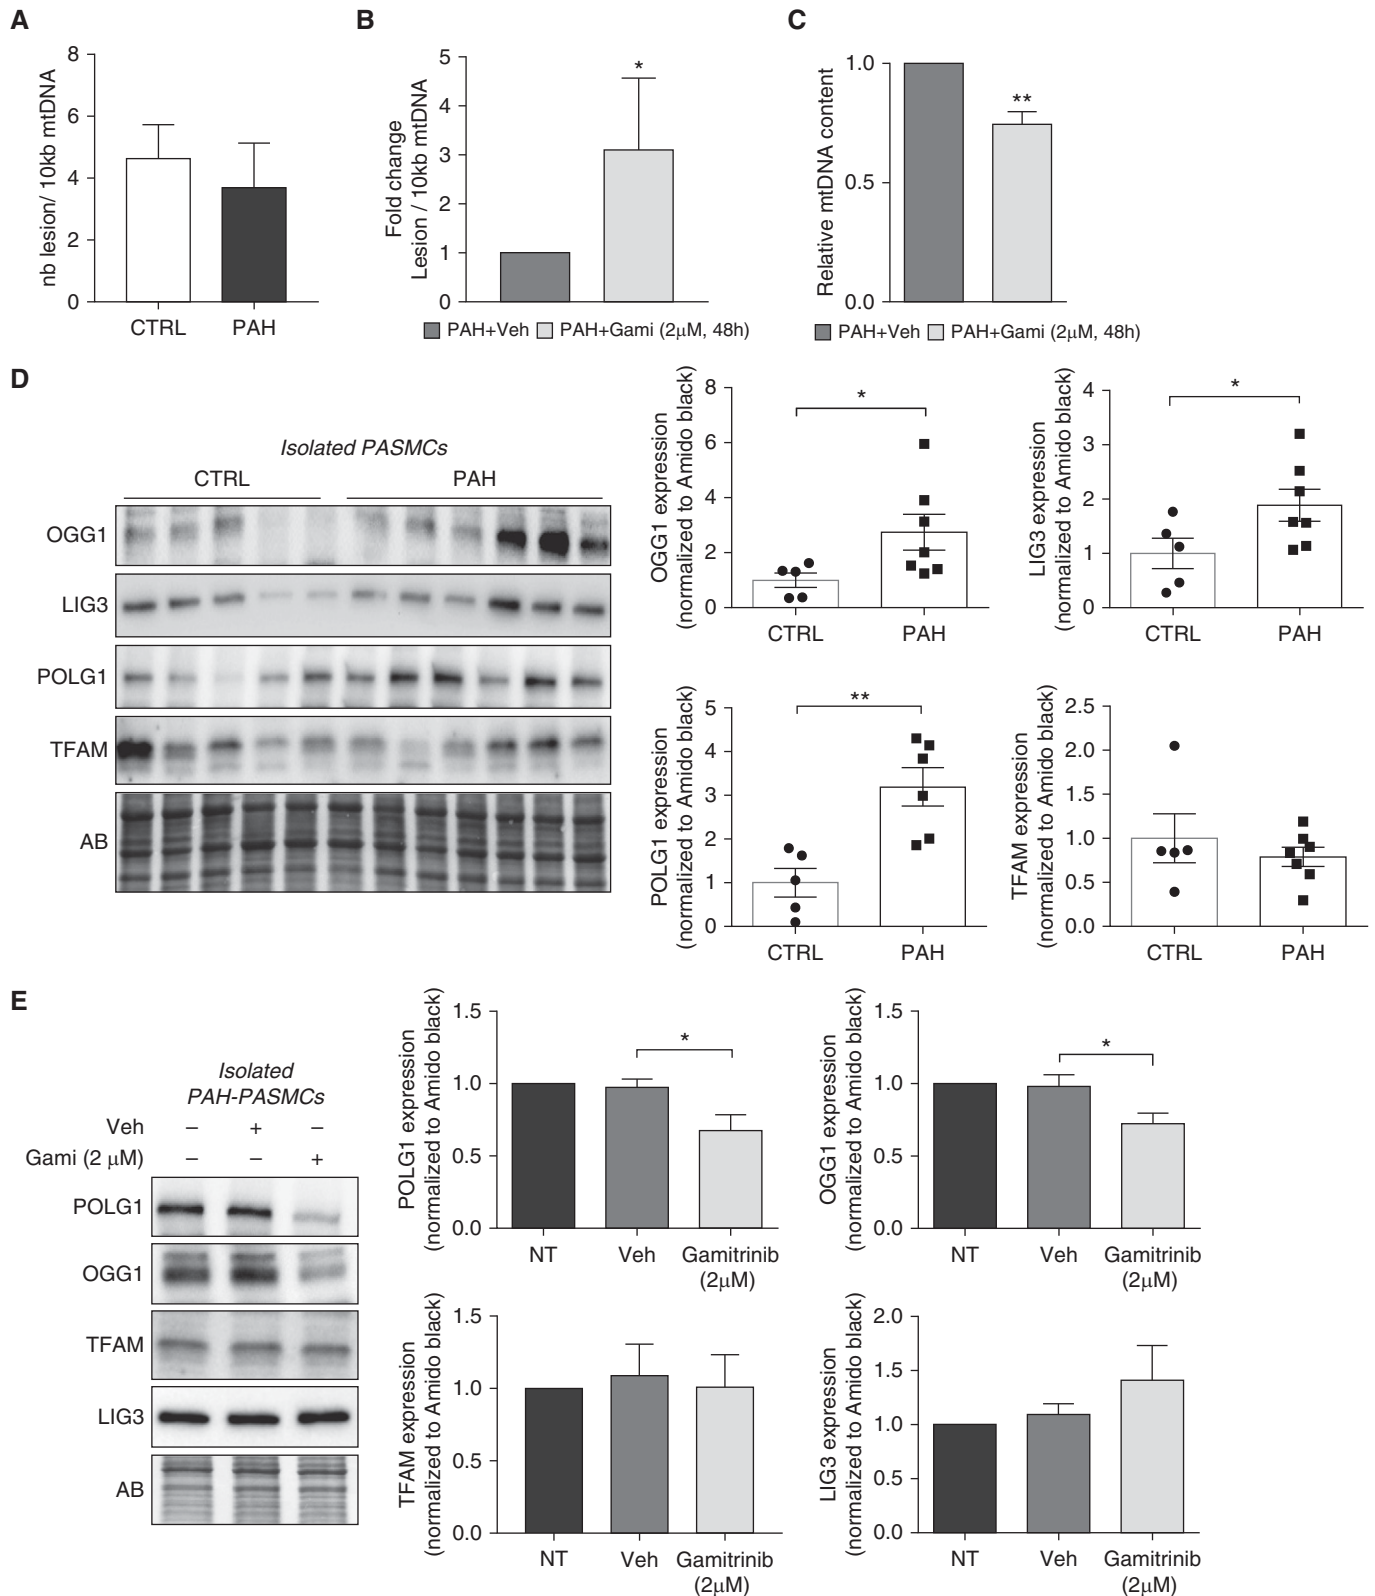 A
nb lesion/ 10kb mtDNA
8
6
4
2
0
CTRL PAH
B
Fold change
Lesion / 10kb mtDNA
5
4
3
2
1
0
*
PAH+Veh PAH+Gami (2μM, 48h)
C
Relative mtDNA content
1.0
0.5
0.0
**
PAH+Veh PAH+Gami (2μM, 48h)
D
Isolated PASMCs
CTRL PAH
OGG1
LIG3
POLG1
TFAM
AB
OGG1 expression
(normalized to Amido black)
8
6
4
2
0
*
CTRL PAH
LIG3 expression
(normalized to Amido black)
4
3
2
1
0
*
CTRL PAH
POLG1 expression
(normalized to Amido black)
5
4
3
2
1
0
**
CTRL PAH
TFAM expression
(normalized to Amido black)
2.5
2.0
1.5
1.0
0.5
0.0
CTRL PAH
E
Isolated
PAH-PASMCs
Veh – + –
Gami (2 μM) – – +
POLG1
OGG1
TFAM
LIG3
AB
POLG1 expression
(normalized to Amido black)
1.5
1.0
0.5
0.0
*
NT Veh Gamitrinib
(2μM)
OGG1 expression
(normalized to Amido black)
1.5
1.0
0.5
0.0
*
NT Veh Gamitrinib
(2μM)
TFAM expression
(normalized to Amido black)
1.5
1.0
0.5
0.0
NT Veh Gamitrinib
(2μM)
LIG3 expression
(normalized to Amido black)
2.0
1.5
1.0
0.5
0.0
NT Veh Gamitrinib
(2μM)